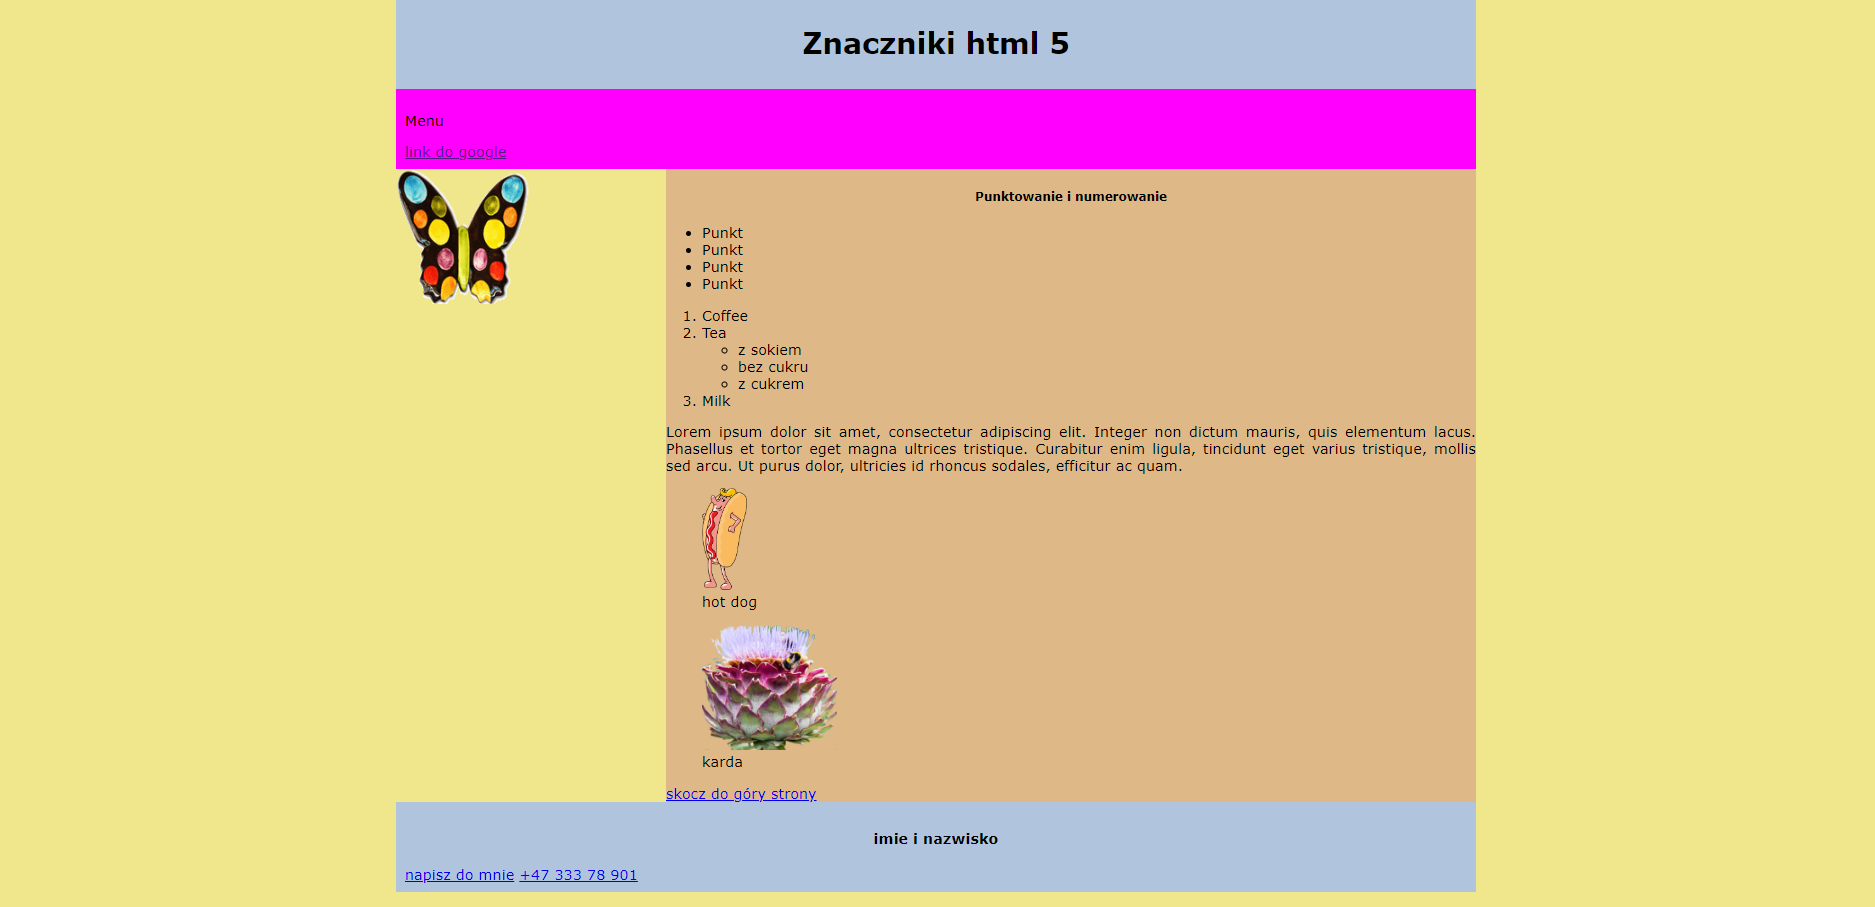 Znaczniki html 5
Menu
link do google
Punktowanie i numerowanie
Punkt
Punkt
Punkt
Punkt
1. Coffee
2. Tea
z sokiem
bez cukru
z cukrem
3. Milk
Lorem ipsum dolor sit amet, consectetur adipiscing elit. Integer non dictum mauris, quis elementum lacus.
Phasellus et tortor eget magna ultrices tristique. Curabitur enim ligula, tincidunt eget varius tristique, mollis
sed arcu. Ut purus dolor, ultricies id rhoncus sodales, efficitur ac quam.
hot dog
karda
skocz do góry strony
imie i nazwisko
napisz do mnie +47 333 78 901